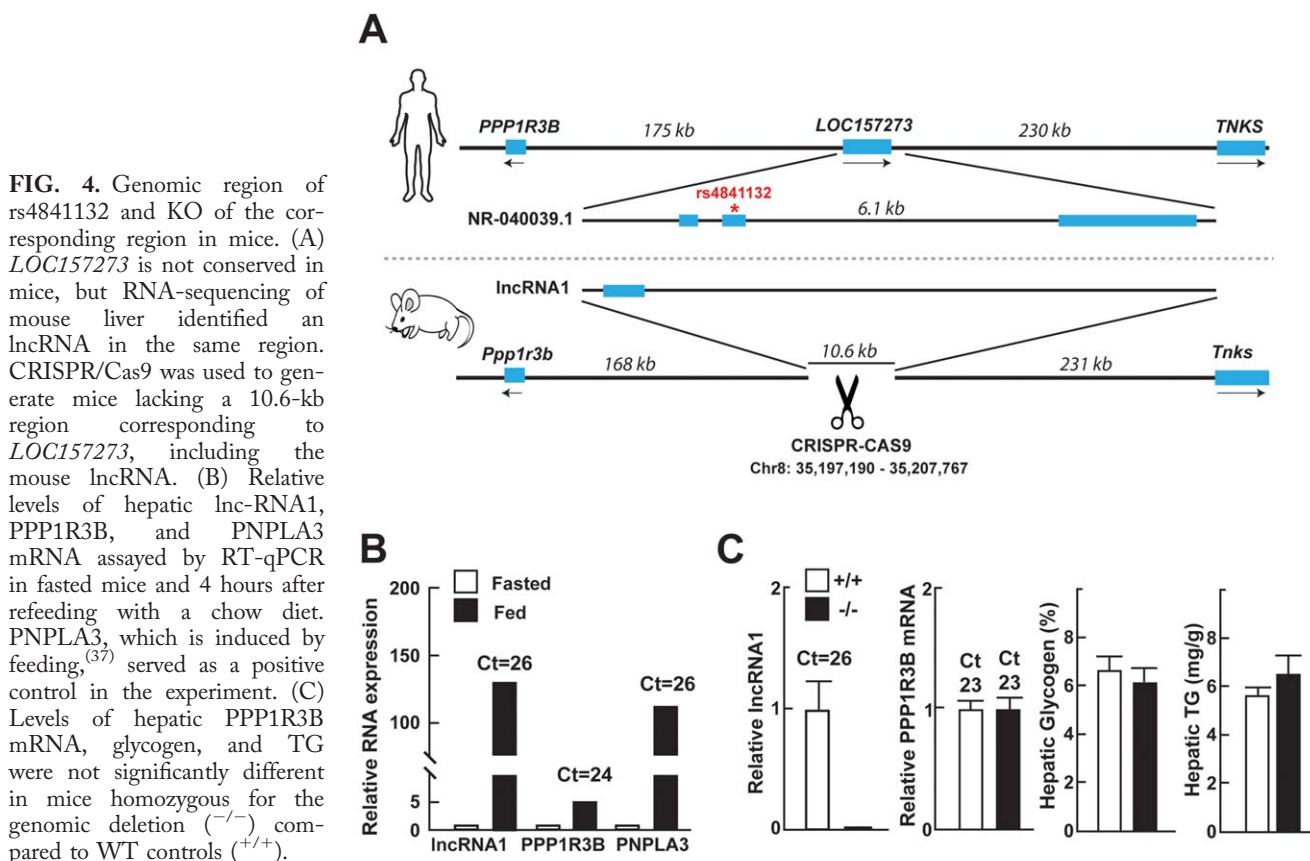 FIG. 4. Genomic region of
rs4841132 and KO of the cor-
responding region in mice. (A)
LOC157273 is not conserved in
mice, but RNA-sequencing of
mouse liver identified an
lncRNA in the same region.
CRISPR/Cas9 was used to gen-
erate mice lacking a 10.6-kb
region corresponding to
LOC157273, including the
mouse lncRNA. (B) Relative
levels of hepatic lnc-RNA1,
PPP1R3B, and PNPLA3
mRNA assayed by RT-qPCR
in fasted mice and 4 hours after
refeeding with a chow diet.
PNPLA3, which is induced by
feeding,(37) served as a positive
control in the experiment. (C)
Levels of hepatic PPP1R3B
mRNA, glycogen, and TG
were not significantly different
in mice homozygous for the
genomic deletion (−/−) com-
pared to WT controls (+/+).
A
PPP1R3B 175 kb LOC157273 230 kb TNKS
rs4841132
*
NR-040039.1 6.1 kb
lncRNA1
Ppp1r3b 168 kb 10.6 kb 231 kb Tnks
CRISPR-CAS9
Chr8: 35,197,190 - 35,207,767
B
Relative RNA expression
200
150
100
5
0
Fasted
Fed
Ct=26
Ct=24
Ct=26
lncRNA1 PPP1R3B PNPLA3
C
Relative lncRNA1
2
1
0
+/+
-/-
Ct=26
Relative PPP1R3B mRNA
2
1
0
Ct Ct
23 23
Hepatic Glycogen (%)
8
6
4
2
0
Hepatic TG (mg/g)
8
6
4
2
0